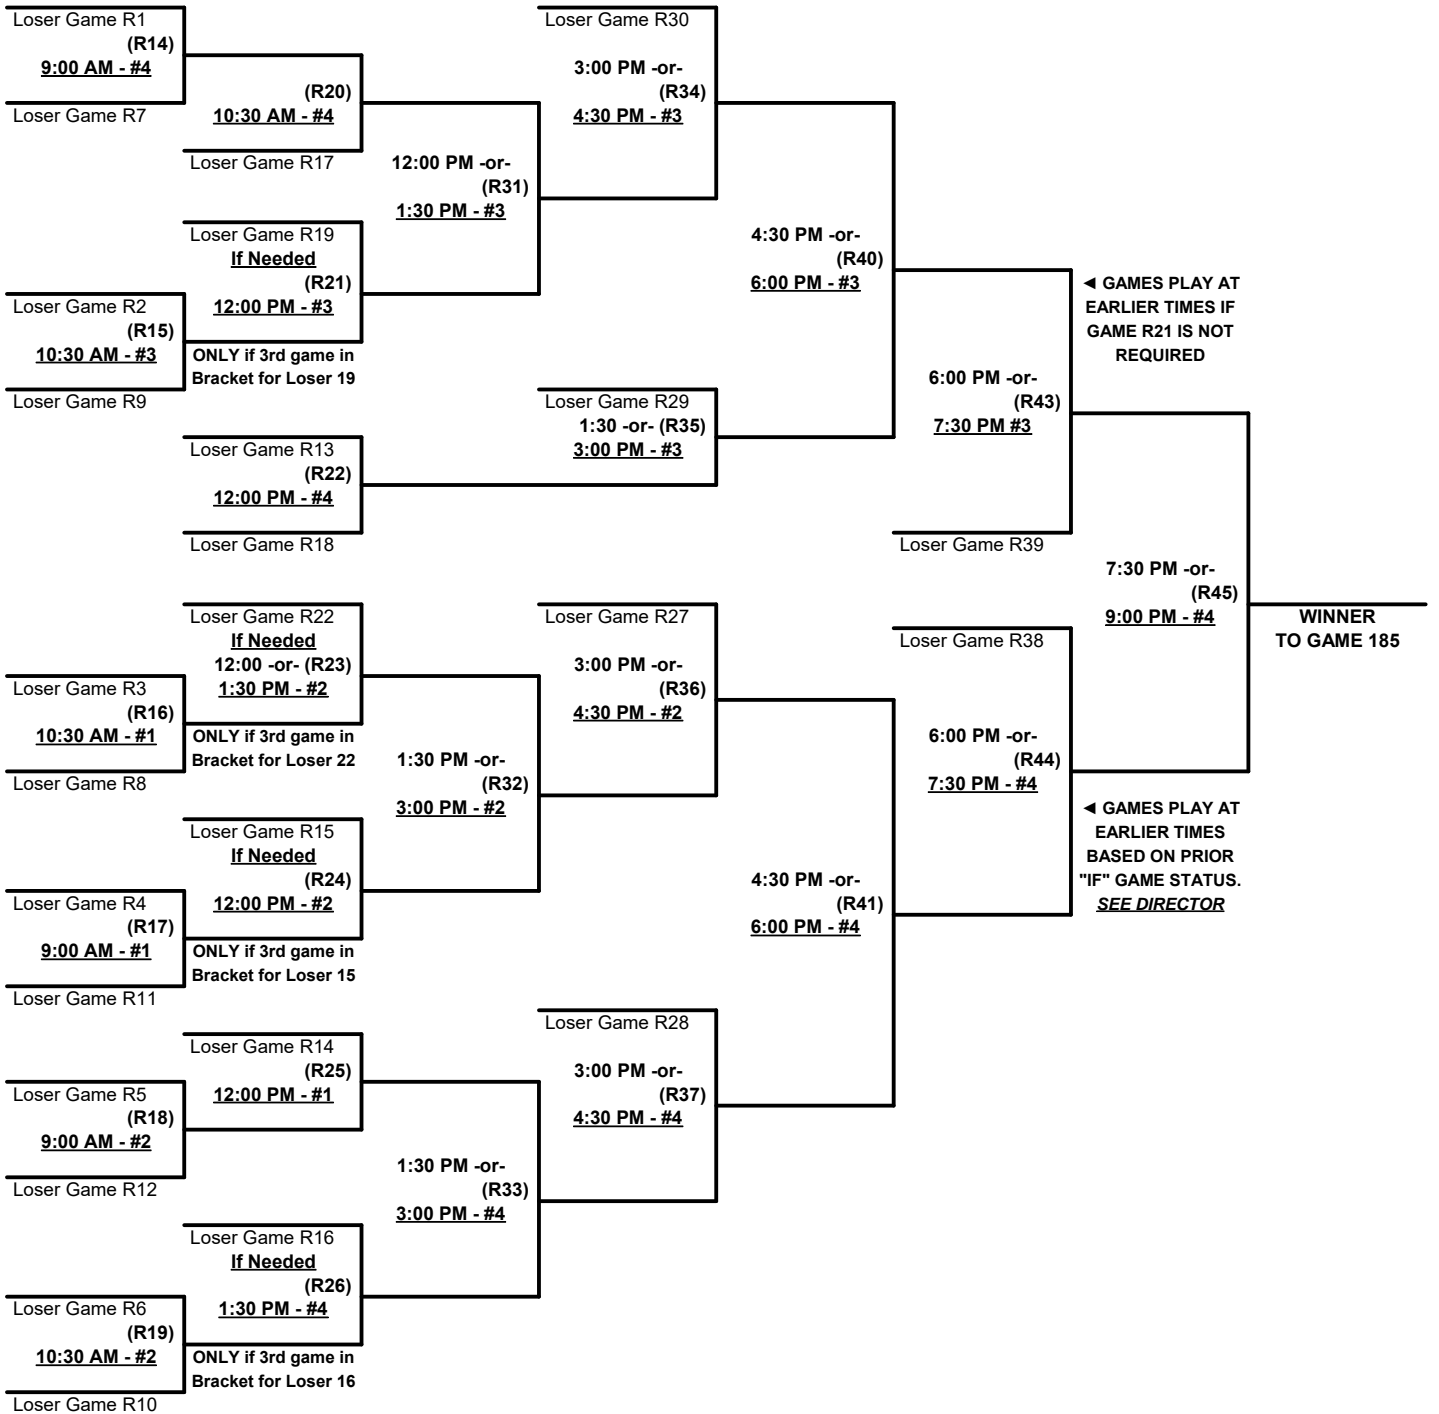 Loser Game R1
(R14)
9:00 AM - #4
Loser Game R7
(R20)
10:30 AM - #4
Loser Game R17
12:00 PM -or-
(R31)
1:30 PM - #3
Loser Game R19
If Needed
(R21)
12:00 PM - #3
Loser Game R2
(R15)
10:30 AM - #3
Loser Game R9
ONLY if 3rd game in
Bracket for Loser 19
Loser Game R30
3:00 PM -or-
(R34)
4:30 PM - #3
4:30 PM -or-
(R40)
6:00 PM - #3
Loser Game R29
1:30 -or- (R35)
3:00 PM - #3
Loser Game R13
(R22)
12:00 PM - #4
Loser Game R18
◄ GAMES PLAY AT
EARLIER TIMES IF
GAME R21 IS NOT
REQUIRED
6:00 PM -or-
(R43)
7:30 PM #3
Loser Game R39
7:30 PM -or-
(R45)
9:00 PM - #4
WINNER
TO GAME 185
Loser Game R22
If Needed
12:00 -or- (R23)
1:30 PM - #2
Loser Game R3
(R16)
10:30 AM - #1
Loser Game R8
ONLY if 3rd game in
Bracket for Loser 22
1:30 PM -or-
(R32)
3:00 PM - #2
Loser Game R15
If Needed
(R24)
12:00 PM - #2
Loser Game R4
(R17)
9:00 AM - #1
Loser Game R11
ONLY if 3rd game in
Bracket for Loser 15
Loser Game R27
3:00 PM -or-
(R36)
4:30 PM - #2
Loser Game R38
6:00 PM -or-
(R44)
7:30 PM - #4
◄ GAMES PLAY AT
EARLIER TIMES
BASED ON PRIOR
"IF" GAME STATUS.
SEE DIRECTOR
4:30 PM -or-
(R41)
6:00 PM - #4
Loser Game R28
3:00 PM -or-
(R37)
4:30 PM - #4
Loser Game R14
(R25)
12:00 PM - #1
Loser Game R5
(R18)
9:00 AM - #2
Loser Game R12
1:30 PM -or-
(R33)
3:00 PM - #4
Loser Game R16
If Needed
(R26)
1:30 PM - #4
Loser Game R6
(R19)
10:30 AM - #2
Loser Game R10
ONLY if 3rd game in
Bracket for Loser 16